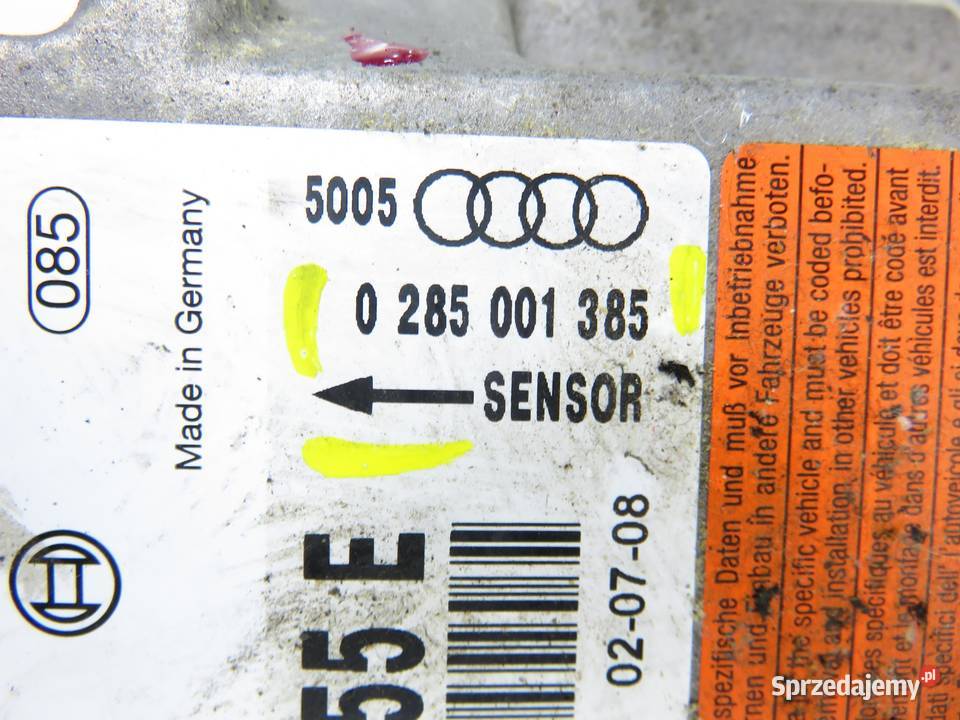 5005
0 285 001 385
SENSOR
085
Made in Germany
55 E
02-07-08
spezifische Daten und muß vor Inbetriebnahme
Einbau in andere Fahrzeuge verboten.
the specific vehicle and must be coded befo-
and installation in other vehicles prohibited.
spécifiques au véhicule et doit être codé avant
et le montage dans d'autres véhicules est interdit.
specifici dell'autoveicolo e
Sprzedajemy.pl